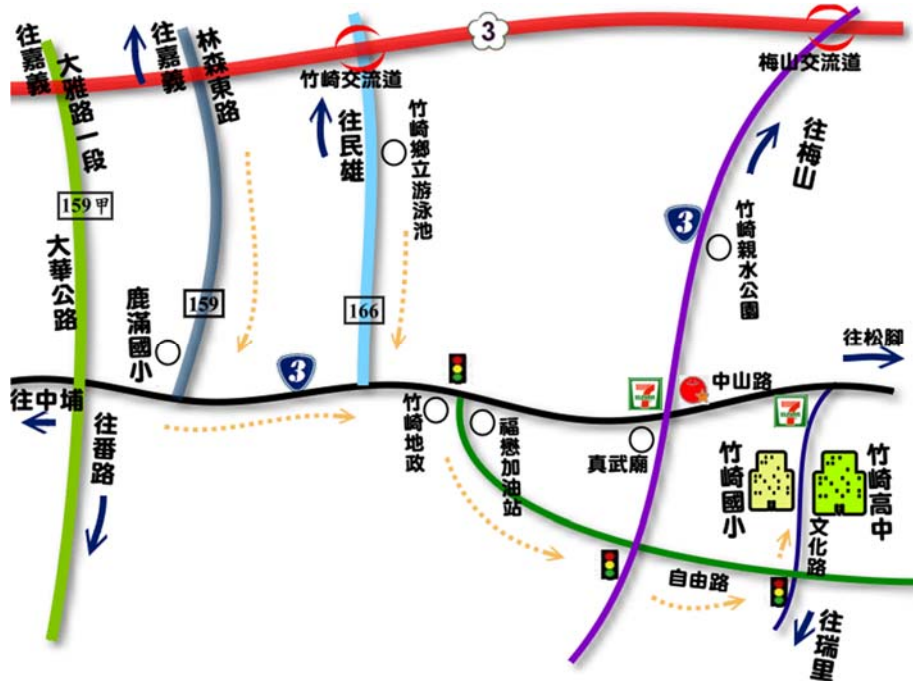 往嘉義
大雅路一段
159甲
大華公路
往中埔
往番路
往嘉義
林森東路
159
鹿滿國小
3
竹崎交流道
往民雄
竹崎鄉立游泳池
166
3
竹崎地政
福懋加油站
梅山交流道
往梅山
3
竹崎親水公園
往松腳
中山路
7
7
真武廟
竹崎國小
竹崎高中
文化路
自由路
往瑞里